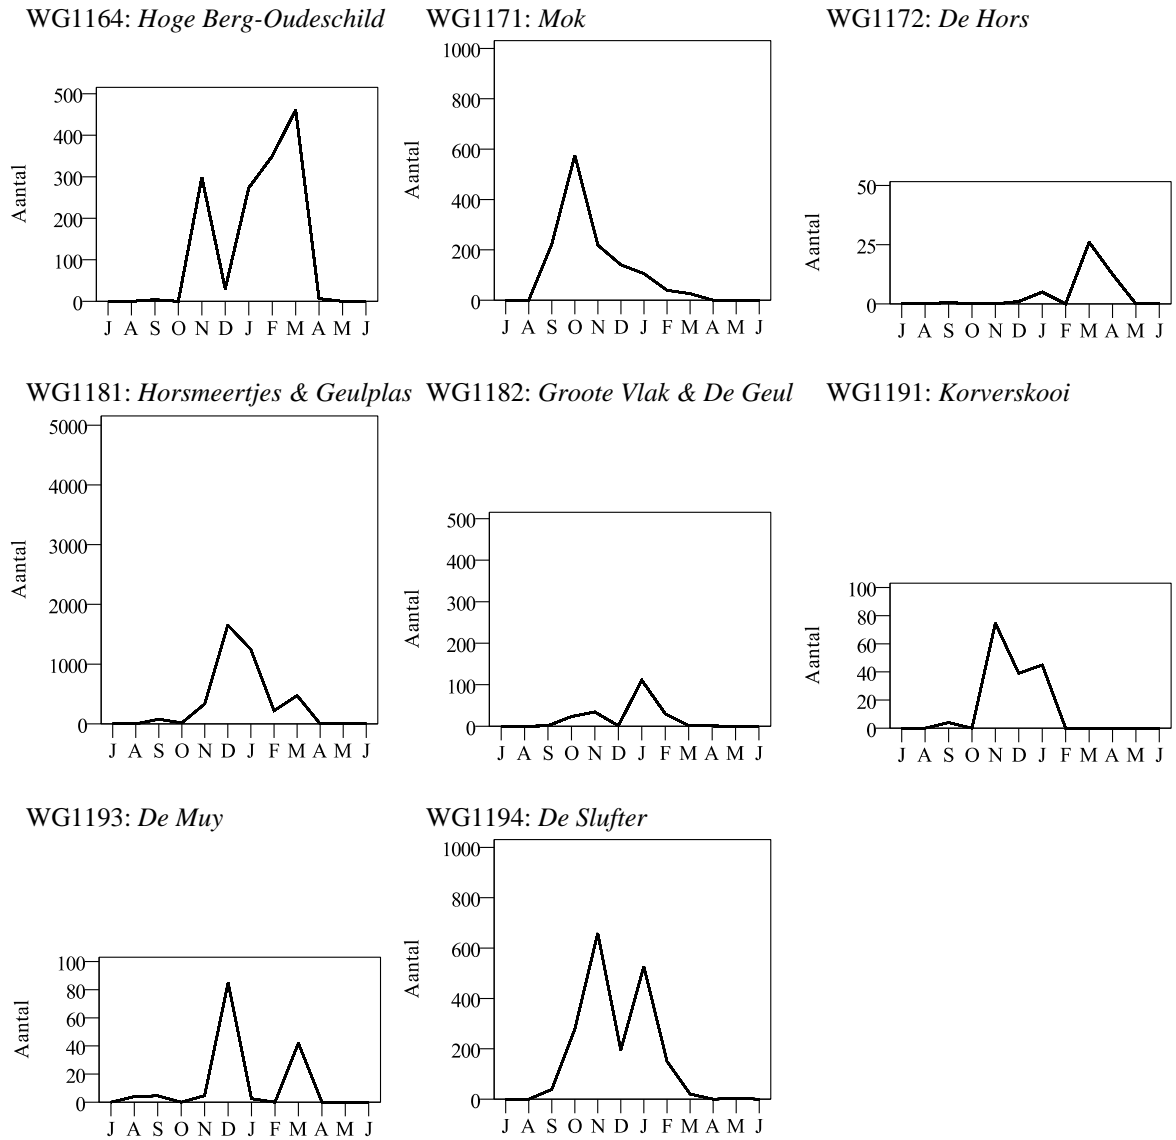 WG1164: Hoge Berg-Oudeschild
500
400
300
200
100
0
Aantal
J A S O N D J F M A M J
WG1171: Mok
1000
800
600
400
200
0
Aantal
J A S O N D J F M A M J
WG1172: De Hors
50
25
0
Aantal
J A S O N D J F M A M J
WG1181: Horsmeertjes & Geulplas
5000
4000
3000
2000
1000
0
Aantal
J A S O N D J F M A M J
WG1182: Groote Vlak & De Geul
500
400
300
200
100
0
Aantal
J A S O N D J F M A M J
WG1191: Korverskooi
100
80
60
40
20
0
Aantal
J A S O N D J F M A M J
WG1193: De Muy
100
80
60
40
20
0
Aantal
J A S O N D J F M A M J
WG1194: De Slufter
1000
800
600
400
200
0
Aantal
J A S O N D J F M A M J